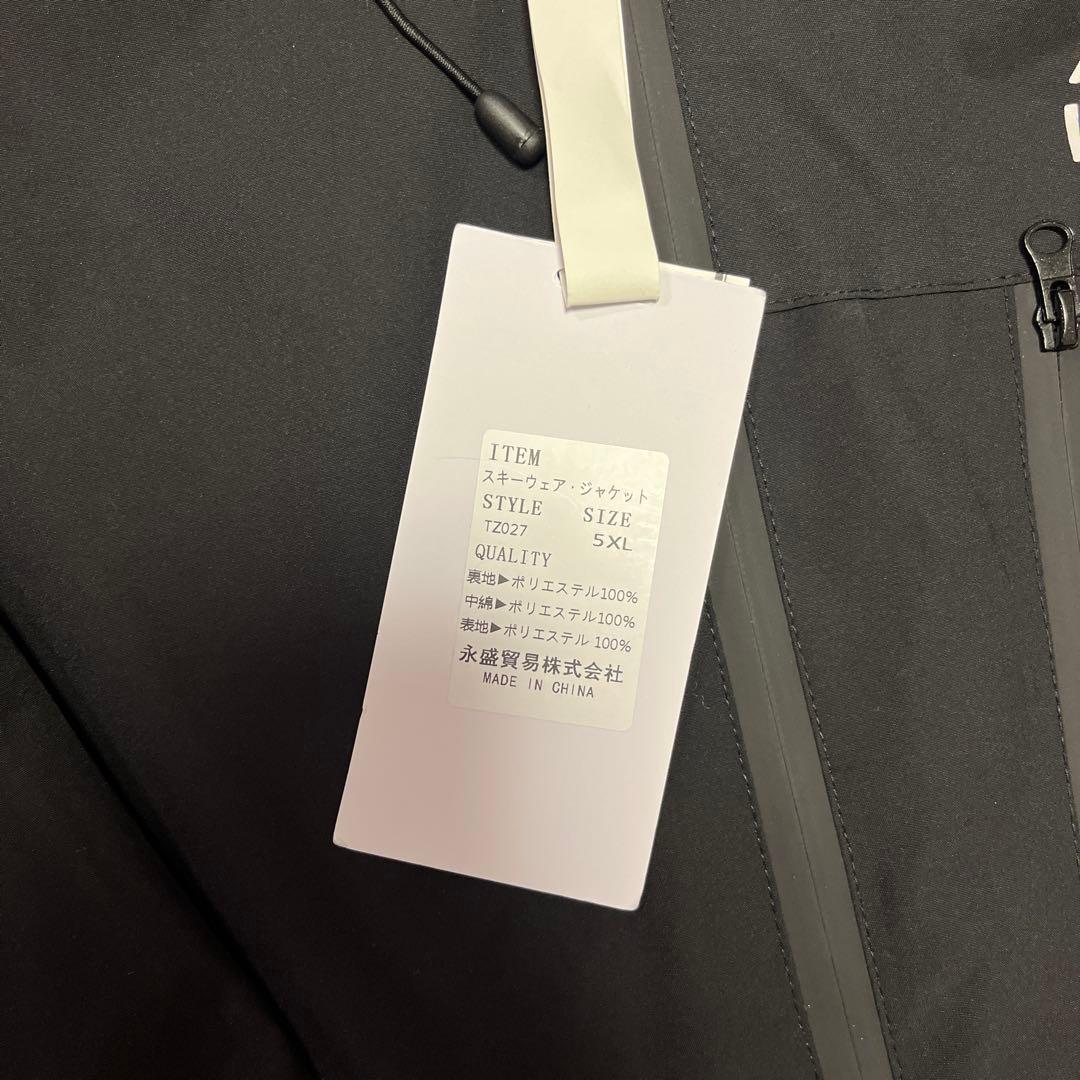 ITEM
スキーウェア・ジャケット
STYLE SIZE
TZ027 5XL
QUALITY
裏地▶ポリエステル100%
中綿▶ポリエステル100%
表地▶ポリエステル 100%
永盛貿易株式会社
MADE IN CHINA